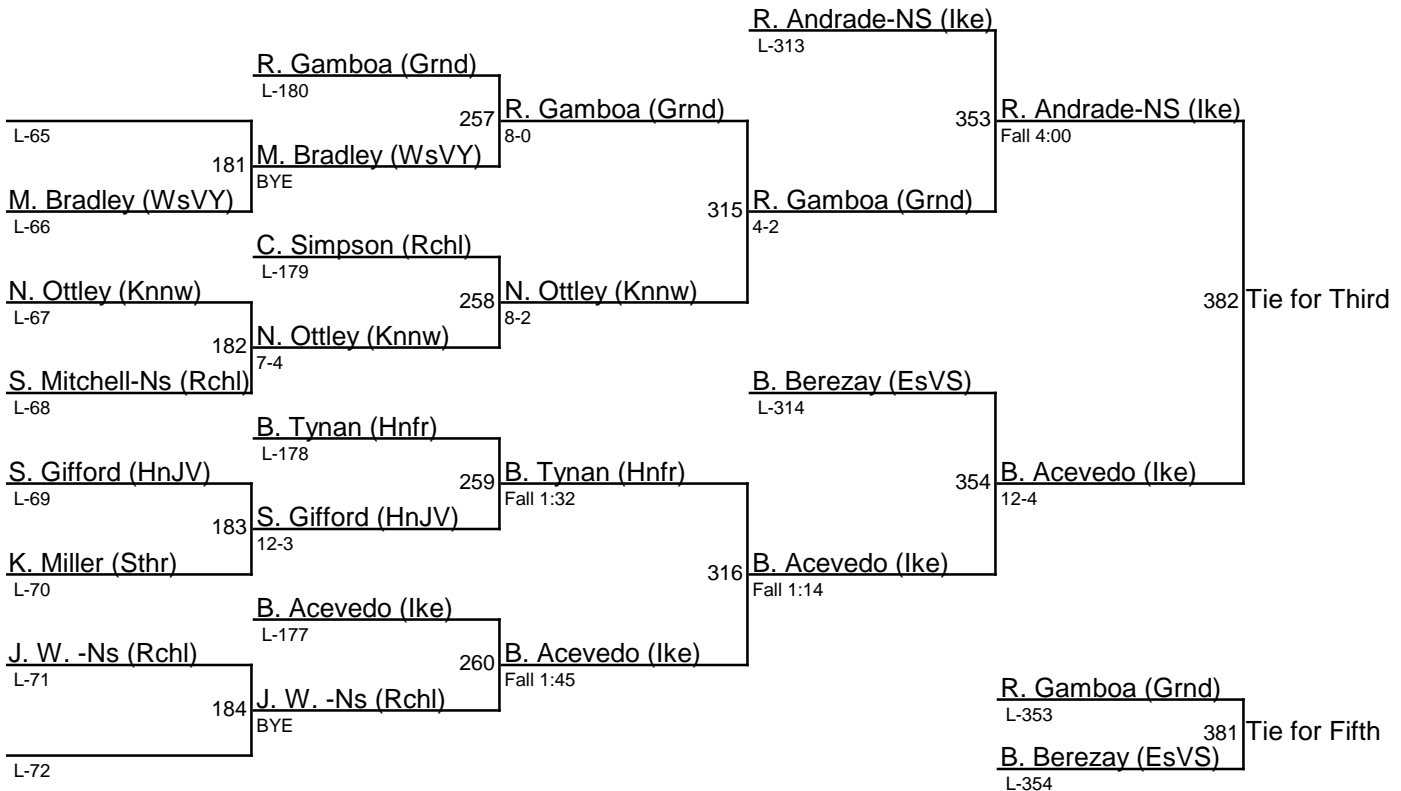 R. Andrade-NS (Ike)
L-313
R. Gamboa (Grnd)
L-180
L-65
257
R. Gamboa (Grnd)
8-0
353
R. Andrade-NS (Ike)
Fall 4:00
181
M. Bradley (WsVY)
BYE
M. Bradley (WsVY)
L-66
315
R. Gamboa (Grnd)
4-2
C. Simpson (Rchl)
L-179
N. Ottley (Knnw)
L-67
258
N. Ottley (Knnw)
8-2
382
Tie for Third
182
N. Ottley (Knnw)
7-4
S. Mitchell-Ns (Rchl)
L-68
B. Berezay (EsVS)
L-314
B. Tynan (Hnfr)
L-178
S. Gifford (HnJV)
L-69
259
B. Tynan (Hnfr)
Fall 1:32
354
B. Acevedo (Ike)
12-4
183
S. Gifford (HnJV)
12-3
K. Miller (Sthr)
L-70
316
B. Acevedo (Ike)
Fall 1:14
B. Acevedo (Ike)
L-177
J. W. -Ns (Rchl)
L-71
260
B. Acevedo (Ike)
Fall 1:45
184
J. W. -Ns (Rchl)
BYE
L-72
R. Gamboa (Grnd)
L-353
381
Tie for Fifth
B. Berezay (EsVS)
L-354